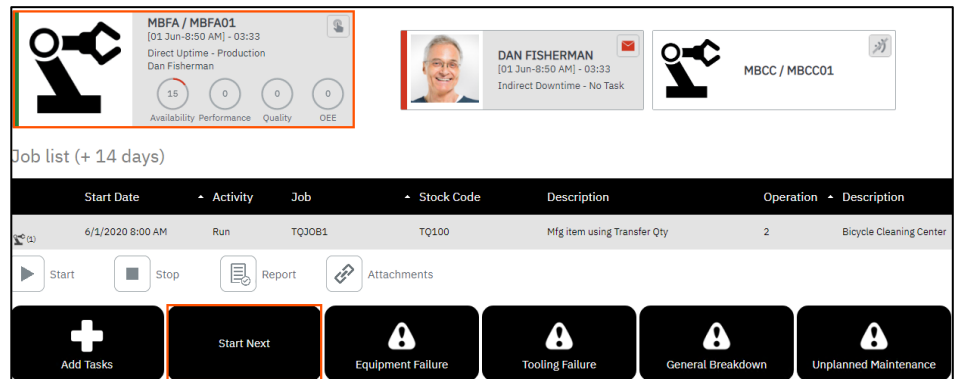 MBFA / MBFA01
[01 Jun-8:50 AM] - 03:33
Direct Uptime - Production
Dan Fisherman
15 0 0 0
Availability Performance Quality OEE
DAN FISHERMAN
[01 Jun-8:50 AM] - 03:33
Indirect Downtime - No Task
MBCC / MBCC01
Job list (+ 14 days)
Start Date Activity Job Stock Code Description Operation Description
(1) 6/1/2020 8:00 AM Run TQJOB1 TQ100 Mfg item using Transfer Qty 2 Bicycle Cleaning Center
Start Stop Report Attachments
Add Tasks Start Next Equipment Failure Tooling Failure General Breakdown Unplanned Maintenance